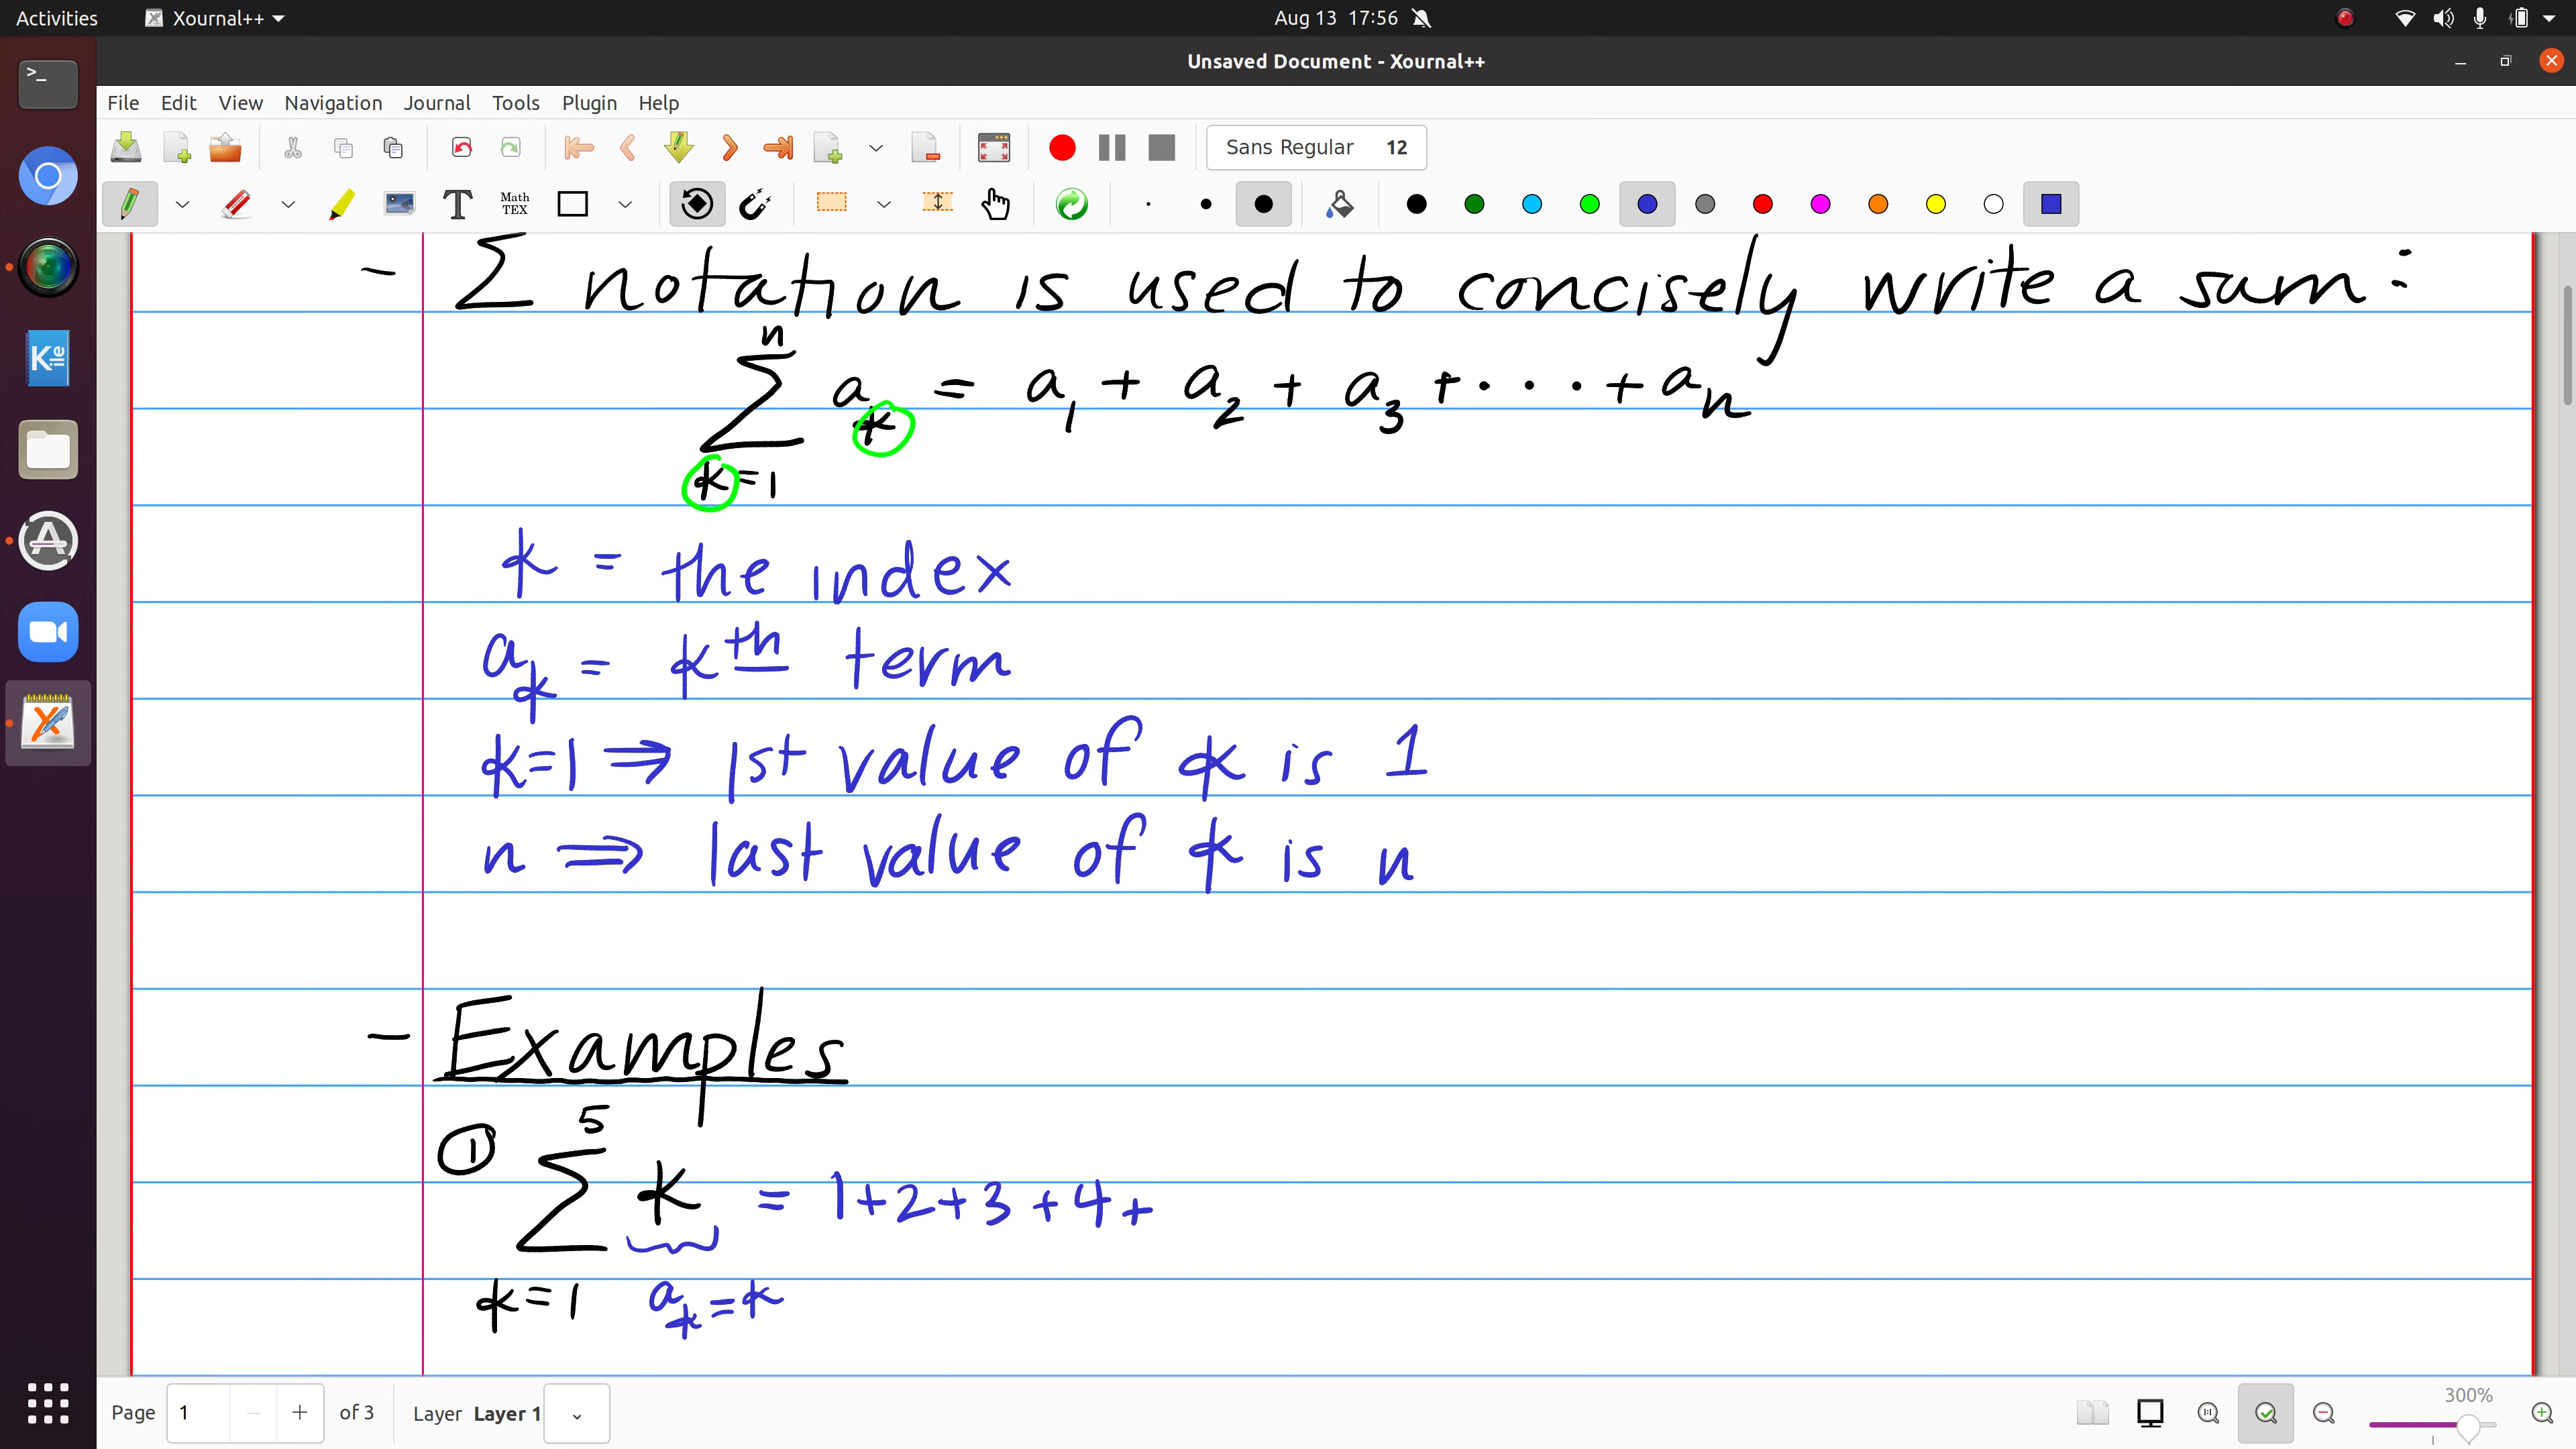 Activities Xournal++ Aug 13 17:56
Unsaved Document - Xournal++
File Edit View Navigation Journal Tools Plugin Help
Sans Regular 12
>_ Math TEX
Kile
- Σ notation is used to concisely write a sum:
n
Σ a_k = a_1 + a_2 + a_3 + ··· + a_n
k=1
k = the index
a_k = k^th term
k=1 ⇒ 1st value of k is 1
n ⇒ last value of k is n
- Examples
5
① Σ k = 1+2+3+4+
k=1 a_k=k
Page 1 of 3 Layer Layer 1 300%